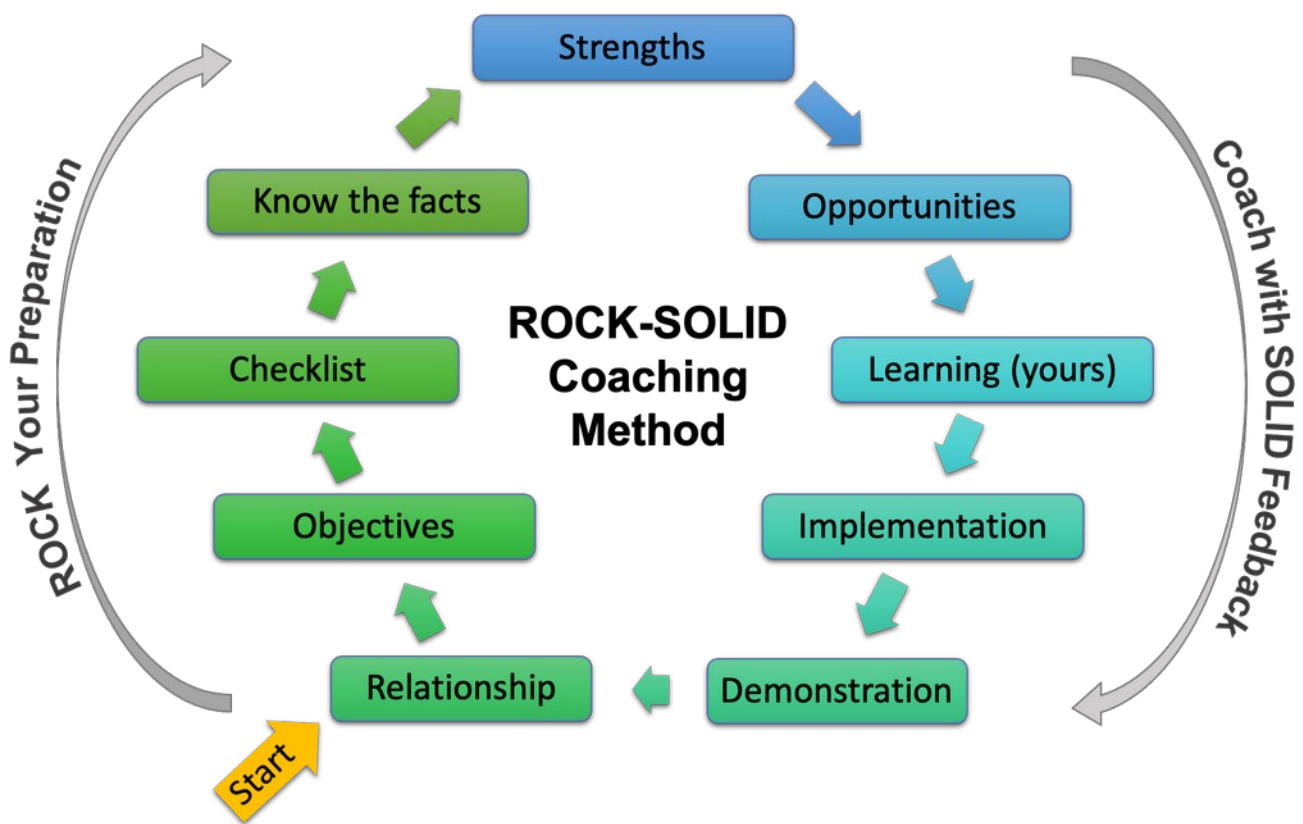 Strengths
Know the facts
Opportunities
ROCK Your Preparation
Coach with SOLID Feedback
ROCK-SOLID
Coaching
Method
Checklist
Learning (yours)
Objectives
Implementation
Relationship
Demonstration
Start